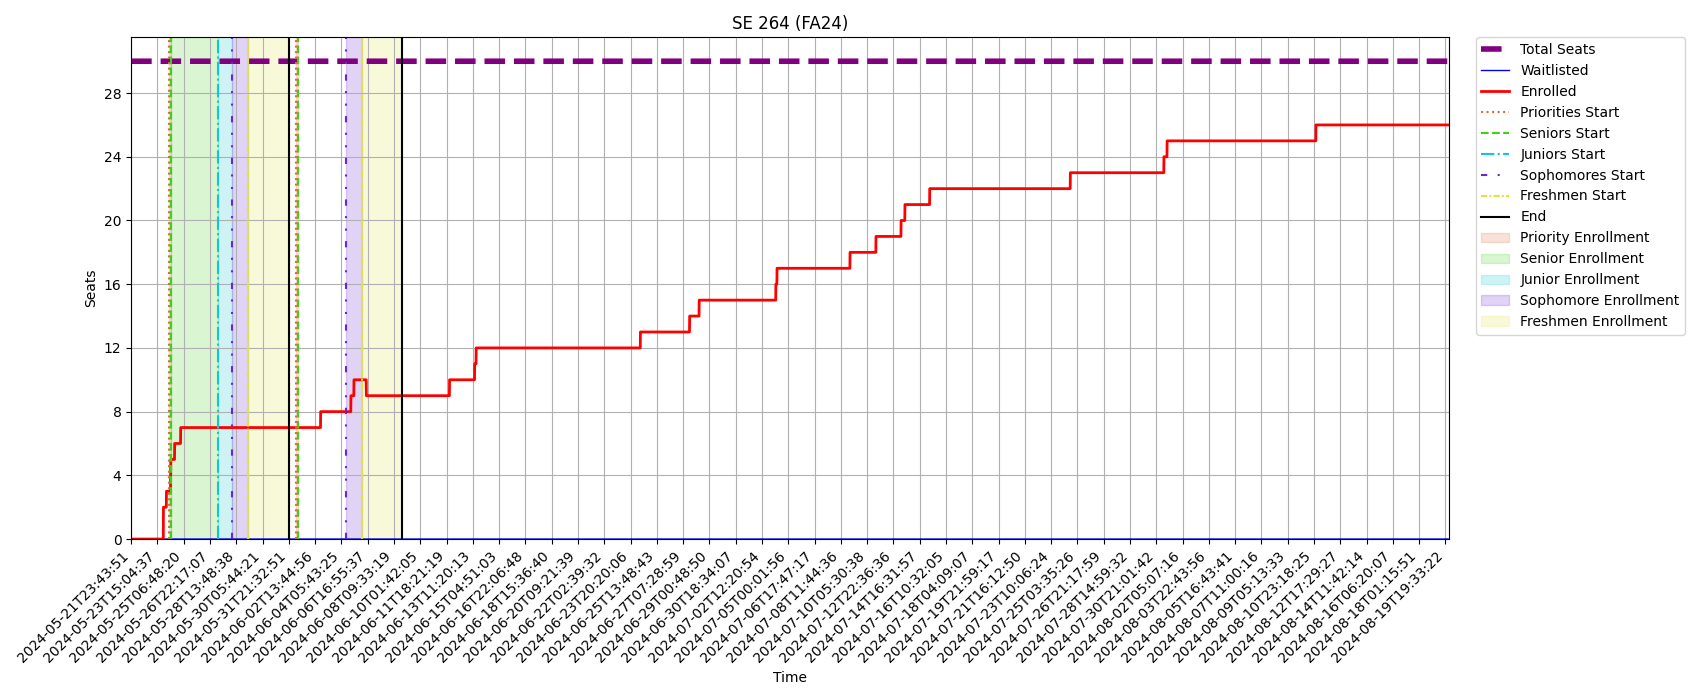 SE 264 (FA24)
Seats
28
24
20
16
12
8
4
0
2024-05-21T23:43:51
2024-05-23T15:04:37
2024-05-25T06:48:20
2024-05-26T22:17:07
2024-05-28T13:48:38
2024-05-30T05:44:21
2024-05-31T21:32:51
2024-06-02T13:44:56
2024-06-04T05:43:25
2024-06-06T16:55:37
2024-06-08T09:33:19
2024-06-10T01:42:05
2024-06-11T18:21:19
2024-06-13T11:20:13
2024-06-15T04:51:03
2024-06-16T22:06:48
2024-06-18T15:36:40
2024-06-20T09:21:39
2024-06-22T02:39:32
2024-06-23T20:20:06
2024-06-25T13:48:43
2024-06-27T07:28:59
2024-06-29T00:48:50
2024-06-30T18:34:07
2024-07-02T12:20:54
2024-07-05T00:01:56
2024-07-06T17:47:17
2024-07-08T11:44:36
2024-07-10T05:30:38
2024-07-12T22:36:36
2024-07-14T16:31:57
2024-07-16T10:32:05
2024-07-18T04:09:07
2024-07-19T21:59:17
2024-07-21T16:12:50
2024-07-23T10:06:24
2024-07-25T03:35:26
2024-07-26T21:17:59
2024-07-28T14:59:32
2024-07-30T21:01:42
2024-08-02T05:07:16
2024-08-03T22:43:56
2024-08-05T16:43:41
2024-08-07T11:00:16
2024-08-09T05:13:33
2024-08-10T23:18:25
2024-08-12T17:29:27
2024-08-14T11:42:14
2024-08-16T06:20:07
2024-08-18T01:15:51
2024-08-19T19:33:22
Time
Total Seats
Waitlisted
Enrolled
Priorities Start
Seniors Start
Juniors Start
Sophomores Start
Freshmen Start
End
Priority Enrollment
Senior Enrollment
Junior Enrollment
Sophomore Enrollment
Freshmen Enrollment